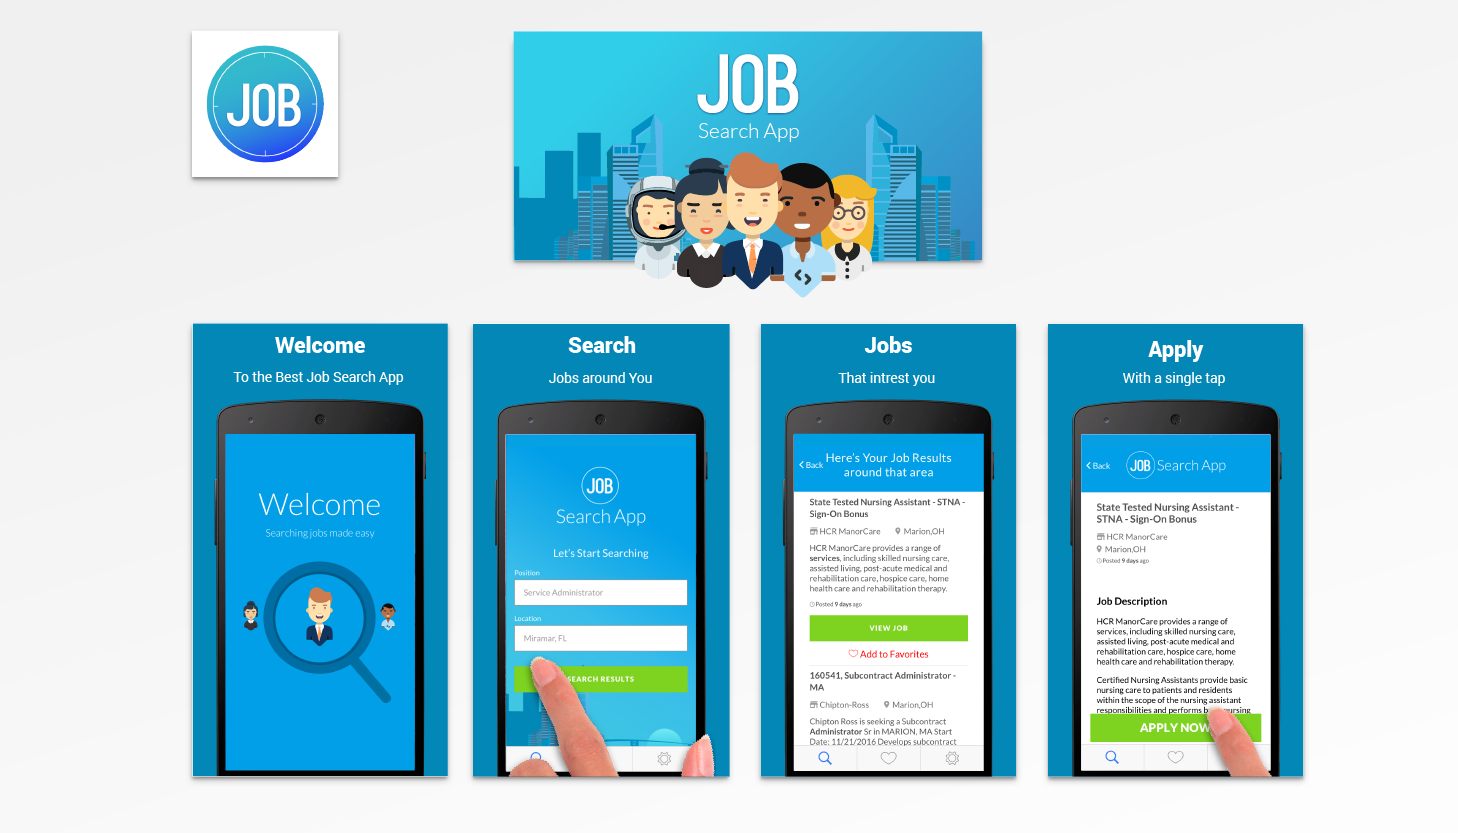 JOB
JOB
Search App
Welcome
To the Best Job Search App
Welcome
Searching jobs made easy
Search
Jobs around You
JOB
Search App
Let's Start Searching
Position
Service Administrator
Location
Miramar, FL
SEARCH RESULTS
Jobs
That intrest you
Back
Here's Your Job Results
around that area
State Tested Nursing Assistant - STNA -
Sign-On Bonus
HCR ManorCare Marion,OH
HCR ManorCare provides a range of
services, including skilled nursing care,
assisted living, post-acute medical and
rehabilitation care, hospice care, home
health care and rehabilitation therapy.
Posted 9 days ago
VIEW JOB
Add to Favorites
160541, Subcontract Administrator -
MA
Chipton-Ross Marion,OH
Chipton Ross is seeking a Subcontract
Administrator Sr in MARION, MA Start
Date: 11/21/2016 Develops subcontract
Apply
With a single tap
Back
JOB Search App
State Tested Nursing Assistant -
STNA - Sign-On Bonus
HCR ManorCare
Marion,OH
Posted 9 days ago
Job Description
HCR ManorCare provides a range of
services, including skilled nursing care,
assisted living, post-acute medical and
rehabilitation care, hospice care, home
health care and rehabilitation therapy.
Certified Nursing Assistants provide basic
nursing care to patients and residents
within the scope of the nursing assistant
responsibilities and performs
APPLY NOW